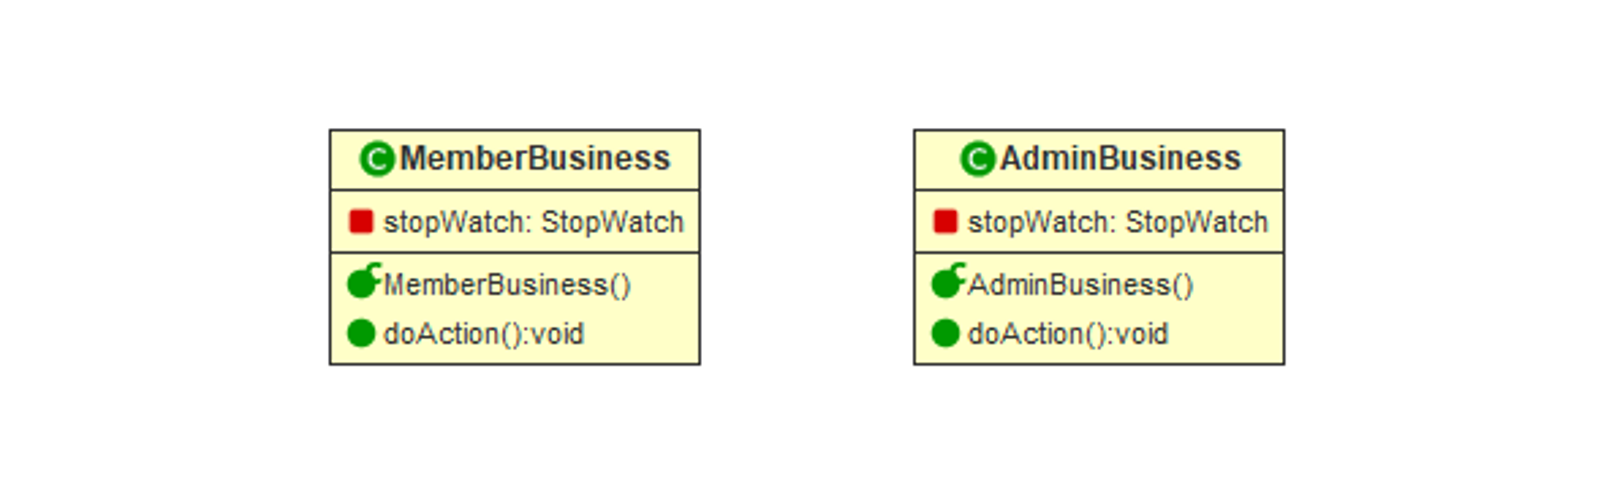 C MemberBusiness
stopWatch: StopWatch
MemberBusiness()
doAction():void
C AdminBusiness
stopWatch: StopWatch
AdminBusiness()
doAction():void